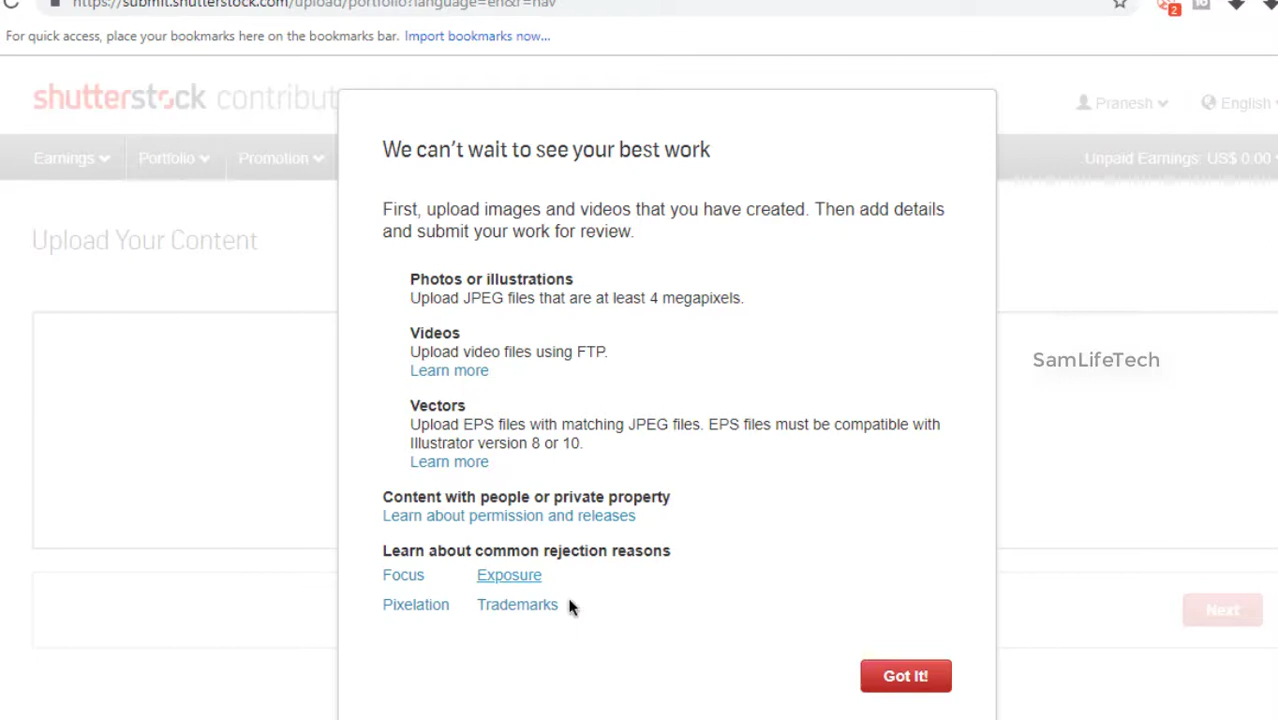 https://submit.shutterstock.com/upload/portfolio?language=en&r=nav
2
For quick access, place your bookmarks here on the bookmarks bar. Import bookmarks now...
shutterstock contribut
Pranesh
English
Earnings
Portfolio
Promotion
Unpaid Earnings: US$ 0.00
Upload Your Content
We can't wait to see your best work
First, upload images and videos that you have created. Then add details
and submit your work for review.
Photos or illustrations
Upload JPEG files that are at least 4 megapixels.
Videos
Upload video files using FTP.
Learn more
SamLifeTech
Vectors
Upload EPS files with matching JPEG files. EPS files must be compatible with
Illustrator version 8 or 10.
Learn more
Content with people or private property
Learn about permission and releases
Learn about common rejection reasons
Focus Exposure
Pixelation Trademarks
Next
Got It!